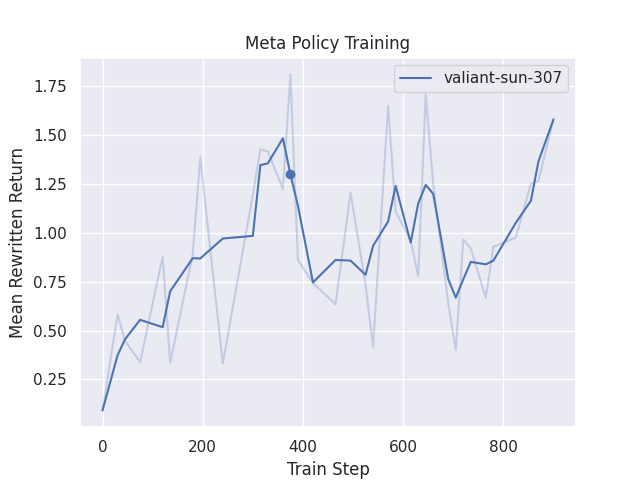 Meta Policy Training
valiant-sun-307
Mean Rewritten Return
1.75
1.50
1.25
1.00
0.75
0.50
0.25
0 200 400 600 800
Train Step